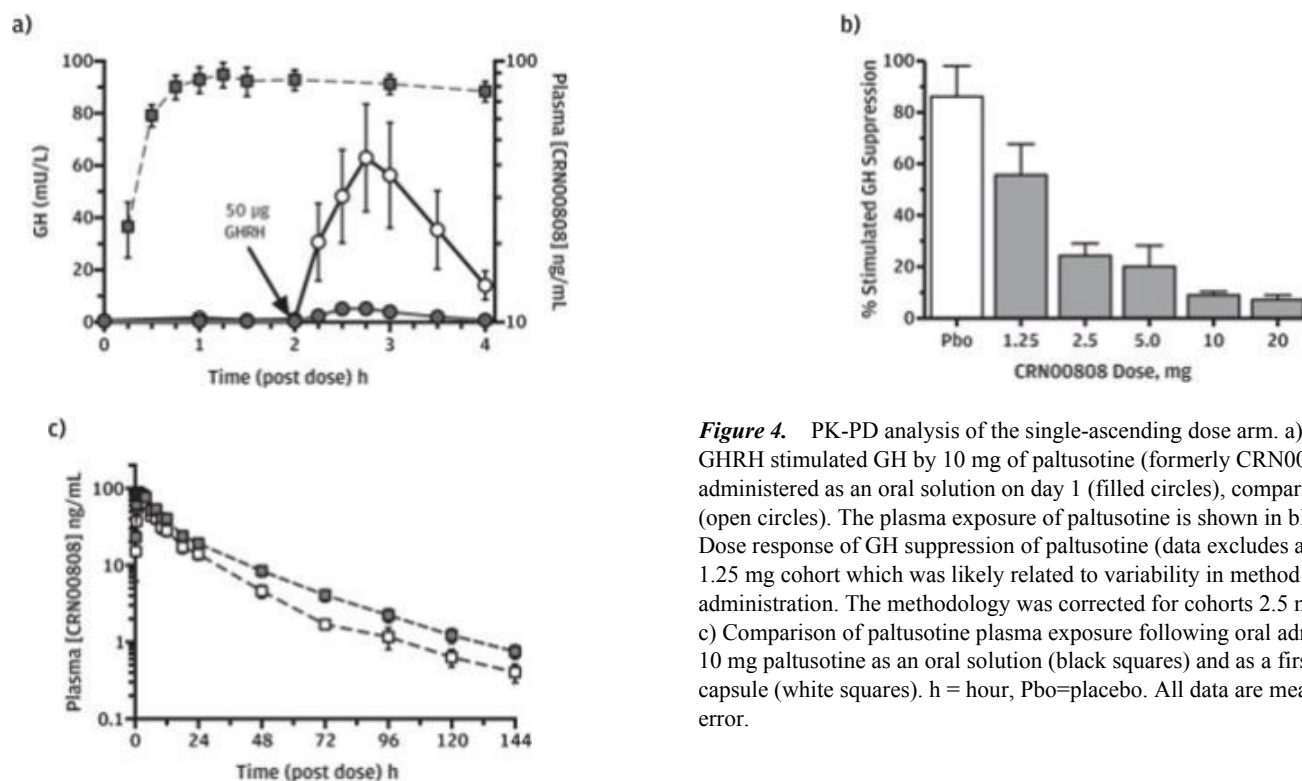 a)
100
80
60
40
20
0
GH (mU/L)
100
10
Plasma [CRN00808] ng/mL
50 µg
GHRH
0 1 2 3 4
Time (post dose) h
b)
100
80
60
40
20
0
% Stimulated GH Suppression
Pbo 1.25 2.5 5.0 10 20
CRN00808 Dose, mg
c)
100
10
1
0.1
Plasma [CRN00808] ng/mL
0 24 48 72 96 120 144
Time (post dose) h
Figure 4. PK-PD analysis of the single-ascending dose arm. a)
GHRH stimulated GH by 10 mg of paltusotine (formerly CRN00
administered as an oral solution on day 1 (filled circles), compar
(open circles). The plasma exposure of paltusotine is shown in bl
Dose response of GH suppression of paltusotine (data excludes a
1.25 mg cohort which was likely related to variability in method
administration. The methodology was corrected for cohorts 2.5 m
c) Comparison of paltusotine plasma exposure following oral adr
10 mg paltusotine as an oral solution (black squares) and as a firs
capsule (white squares). h = hour, Pbo=placebo. All data are mea
error.